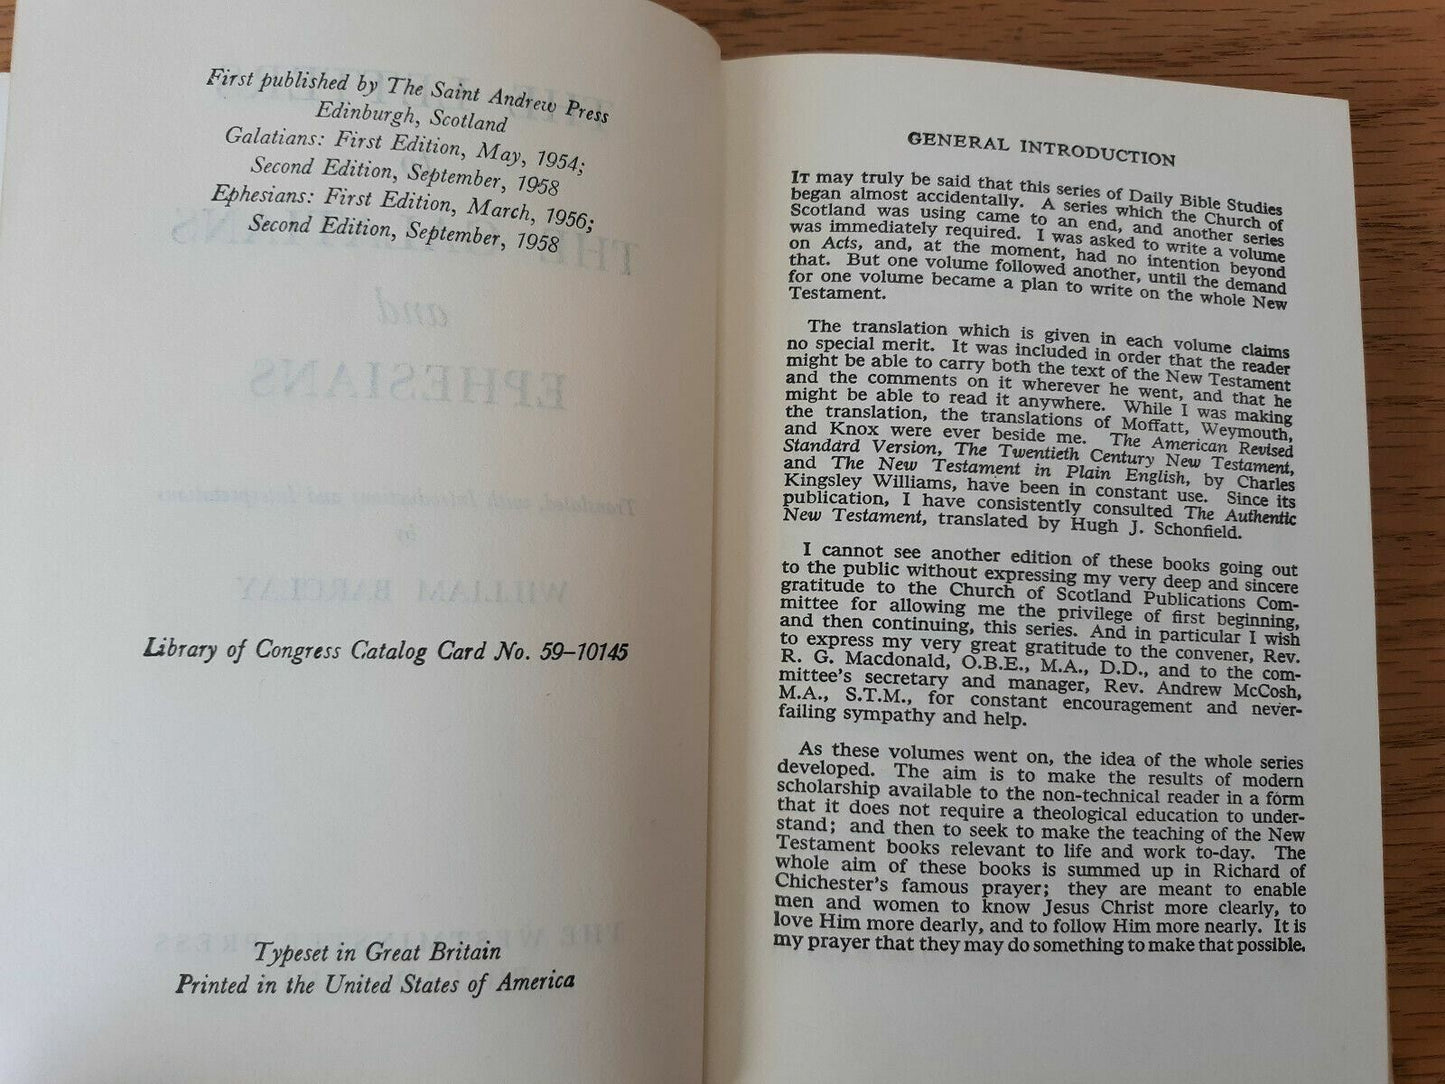 First published by The Saint Andrew Press
Edinburgh, Scotland
Galatians: First Edition, May, 1954;
Second Edition, September, 1958
Ephesians: First Edition, March, 1956;
Second Edition, September, 1958
and
EPHESIANS
Translated, with Introductions and Interpretations
by
WILLIAM BARCLAY
Library of Congress Catalog Card No. 59-10145
Typeset in Great Britain
Printed in the United States of America
GENERAL INTRODUCTION
IT may truly be said that this series of Daily Bible Studies
began almost accidentally. A series which the Church of
Scotland was using came to an end, and another series
was immediately required. I was asked to write a volume
on Acts, and, at the moment, had no intention beyond
that. But one volume followed another, until the demand
for one volume became a plan to write on the whole New
Testament.
The translation which is given in each volume claims
no special merit. It was included in order that the reader
might be able to carry both the text of the New Testament
and the comments on it wherever he went, and that he
might be able to read it anywhere. While I was making
the translation, the translations of Moffatt, Weymouth,
and Knox were ever beside me. The American Revised
Standard Version, The Twentieth Century New Testament,
and The New Testament in Plain English, by Charles
Kingsley Williams, have been in constant use. Since its
publication, I have consistently consulted The Authentic
New Testament, translated by Hugh J. Schonfield.
I cannot see another edition of these books going out
to the public without expressing my very deep and sincere
gratitude to the Church of Scotland Publications Com-
mittee for allowing me the privilege of first beginning,
and then continuing, this series. And in particular I wish
to express my very great gratitude to the convener, Rev.
R. G. Macdonald, O.B.E., M.A., D.D., and to the com-
mittee's secretary and manager, Rev. Andrew McCosh,
M.A., S.T.M., for constant encouragement and never-
failing sympathy and help.
As these volumes went on, the idea of the whole series
developed. The aim is to make the results of modern
scholarship available to the non-technical reader in a form
that it does not require a theological education to under-
stand; and then to seek to make the teaching of the New
Testament books relevant to life and work to-day. The
whole aim of these books is summed up in Richard of
Chichester's famous prayer; they are meant to enable
men and women to know Jesus Christ more clearly, to
love Him more dearly, and to follow Him more nearly. It is
my prayer that they may do something to make that possible.